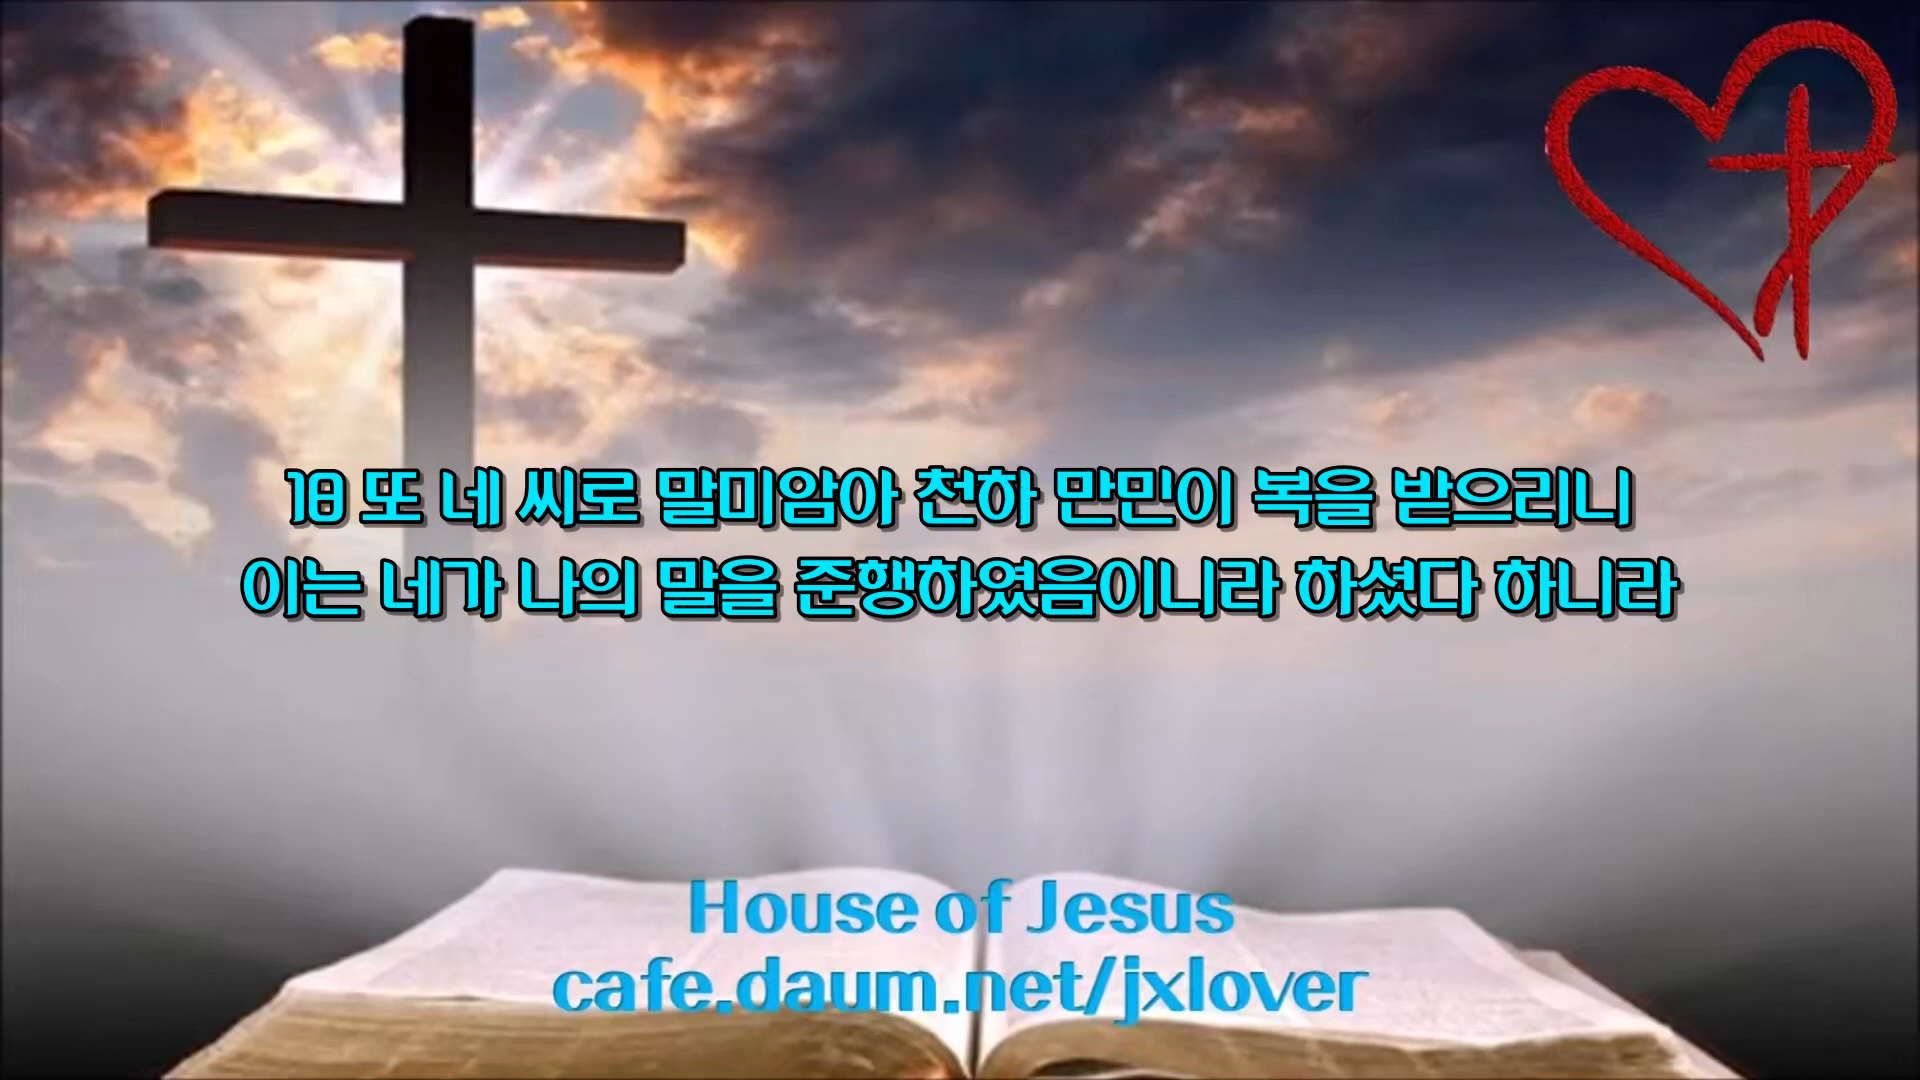 18 또 네 씨로 말미암아 천하 만민이 복을 받으리니
이는 네가 나의 말을 준행하였음이니라 하셨다 하니라
House of Jesus
cafe.daum.net/jxlover